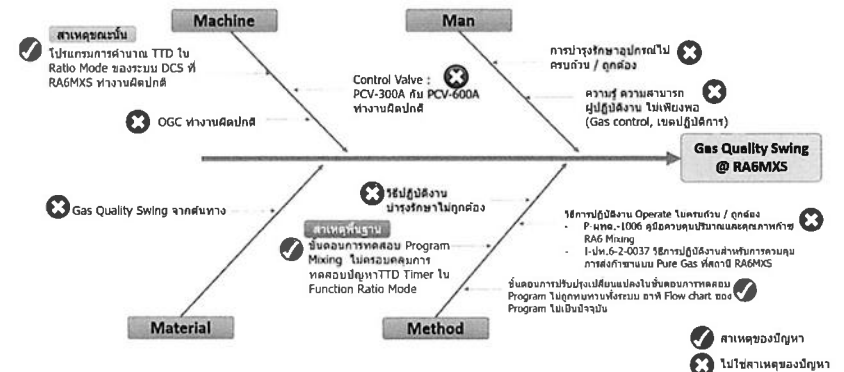 Machine
Man
สาเหตุขณะนั้น
โปรแกรมการคำนวณ TTD ใน
Ratio Mode ของระบบ DCS ที่
RA6MXS ทำงานผิดปกติ
OGC ทำงานผิดปกติ
Control Valve :
PCV-300A กับ PCV-600A
ทำงานผิดปกติ
การบำรุงรักษาอุปกรณ์ไม่
ครบถ้วน / ถูกต้อง
ความรู้ ความสามารถ
ผู้ปฏิบัติงาน ไม่เพียงพอ
(Gas control, เขตปฏิบัติการ)
Gas Quality Swing
@ RA6MXS
Gas Quality Swing จากต้นทาง
วิธีปฏิบัติงาน
บำรุงรักษาไม่ถูกต้อง
สาเหตุพื้นฐาน
ขั้นตอนการทดสอบ Program
Mixing ไม่ครอบคลุมการ
ทดสอบปัญหาTTD Timer ใน
Function Ratio Mode
วิธีการปฏิบัติงาน Operate ไม่ครบถ้วน / ถูกต้อง
- P-ผทด.-1006 คู่มือควบคุมปริมาณและคุณภาพก๊าซ
RA6 Mixing
- I-ปท.6-2-0037 วิธีการปฏิบัติงานสำหรับการควบคุม
การส่งก๊าซฯแบบ Pure Gas ที่สถานี RA6MXS
ขั้นตอนการปรับปรุงเปลี่ยนแปลงในขั้นตอนการทดสอบ
Program ไม่ถูกทบทวนทั้งระบบ อาทิ Flow chart ของ
Program ไม่เป็นปัจจุบัน
Material
Method
สาเหตุของปัญหา
ไม่ใช่สาเหตุของปัญหา